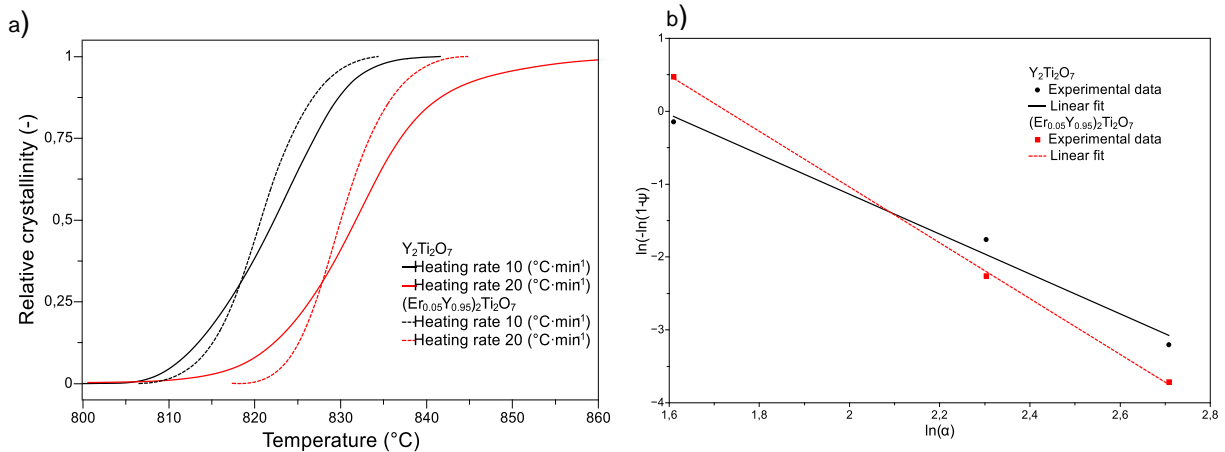 a)
Relative crystallinity (-)
1
0,75
0,5
0,25
0
800
810
820
830
840
850
860
Temperature (°C)
Y₂Ti₂O₇
Heating rate 10 (°C·min¹)
Heating rate 20 (°C·min¹)
(Er₀.₀₅Y₀.₉₅)₂Ti₂O₇
Heating rate 10 (°C·min¹)
Heating rate 20 (°C·min¹)
b)
ln(-ln(1-ψ)
1
0
−1
−2
−3
−4
1,6
1,8
2
2,2
2,4
2,6
2,8
ln(α)
Y₂Ti₂O₇
Experimental data
Linear fit
(Er₀.₀₅Y₀.₉₅)₂Ti₂O₇
Experimental data
Linear fit